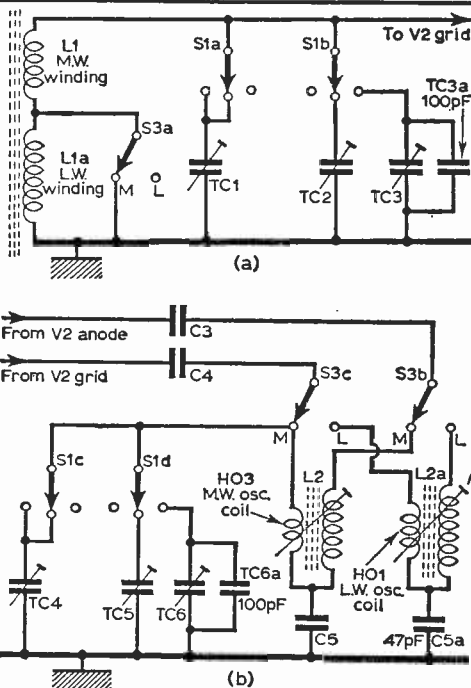 L1
M.W.
winding
S1a
S1b
To V2 grid
TC3a
100pF
S3a
L1a
L.W.
winding
M
L
TC1
TC2
TC3
(a)
From V2 anode
C3
From V2 grid
C4
S3c
S3b
M
L
M
L
S1c
S1d
HO3
M.W. osc.
coil
L2
L2a
TC4
TC5
TC6
TC6a
100pF
HO1
L.W. osc.
coil
C5
47pF
C5a
(b)